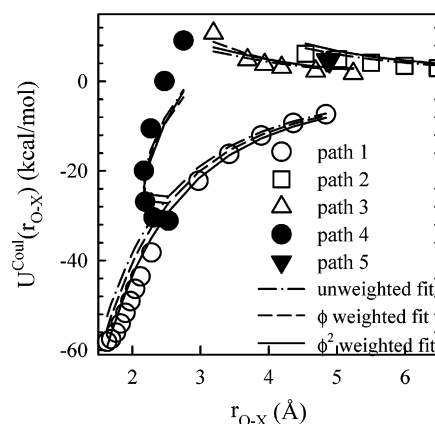 U^Coul(r_O-X) (kcal/mol)
0
-20
-40
-60
2
3
4
5
6
r_O-X (Å)
path 1
path 2
path 3
path 4
path 5
unweighted fit
ϕ weighted fit
ϕ² weighted fit